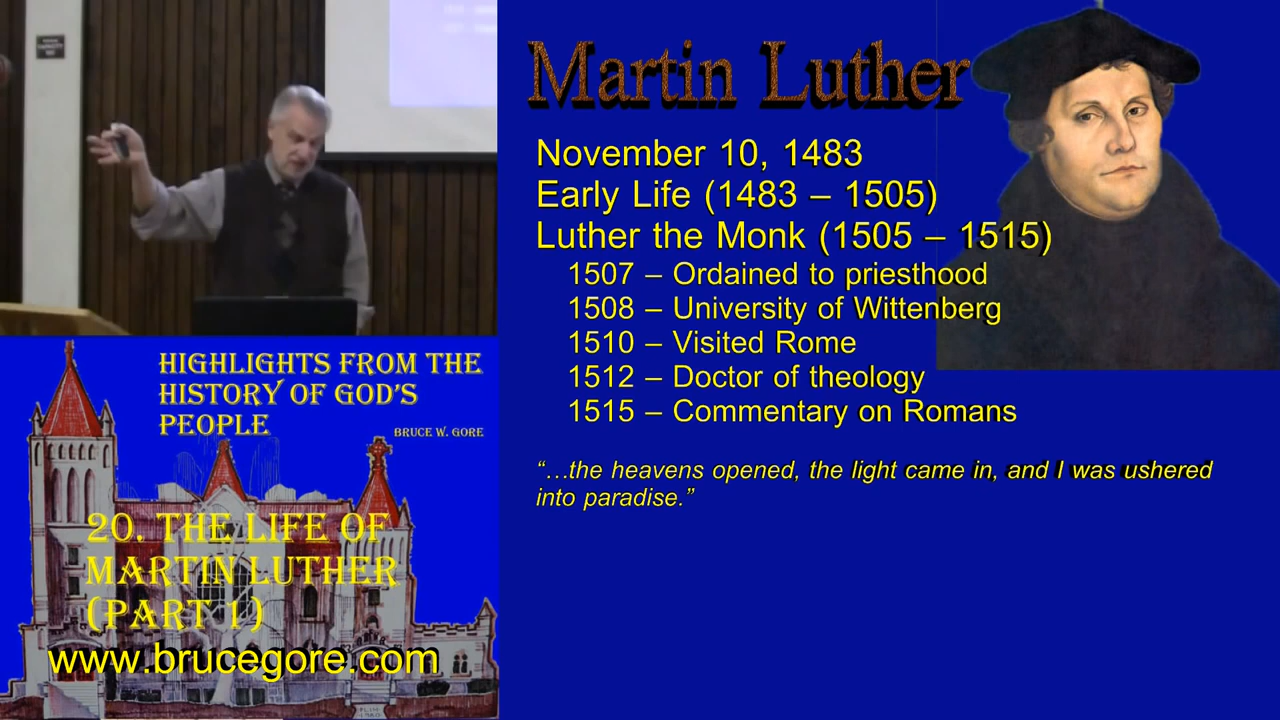 Martin Luther
November 10, 1483
Early Life (1483 – 1505)
Luther the Monk (1505 – 1515)
1507 – Ordained to priesthood
1508 – University of Wittenberg
1510 – Visited Rome
1512 – Doctor of theology
1515 – Commentary on Romans
“…the heavens opened, the light came in, and I was ushered
into paradise.”
HIGHLIGHTS FROM THE
HISTORY OF GOD'S
PEOPLE
BRUCE W. GORE
20. THE LIFE OF
MARTIN LUTHER
(PART 1)
www.brucegore.com